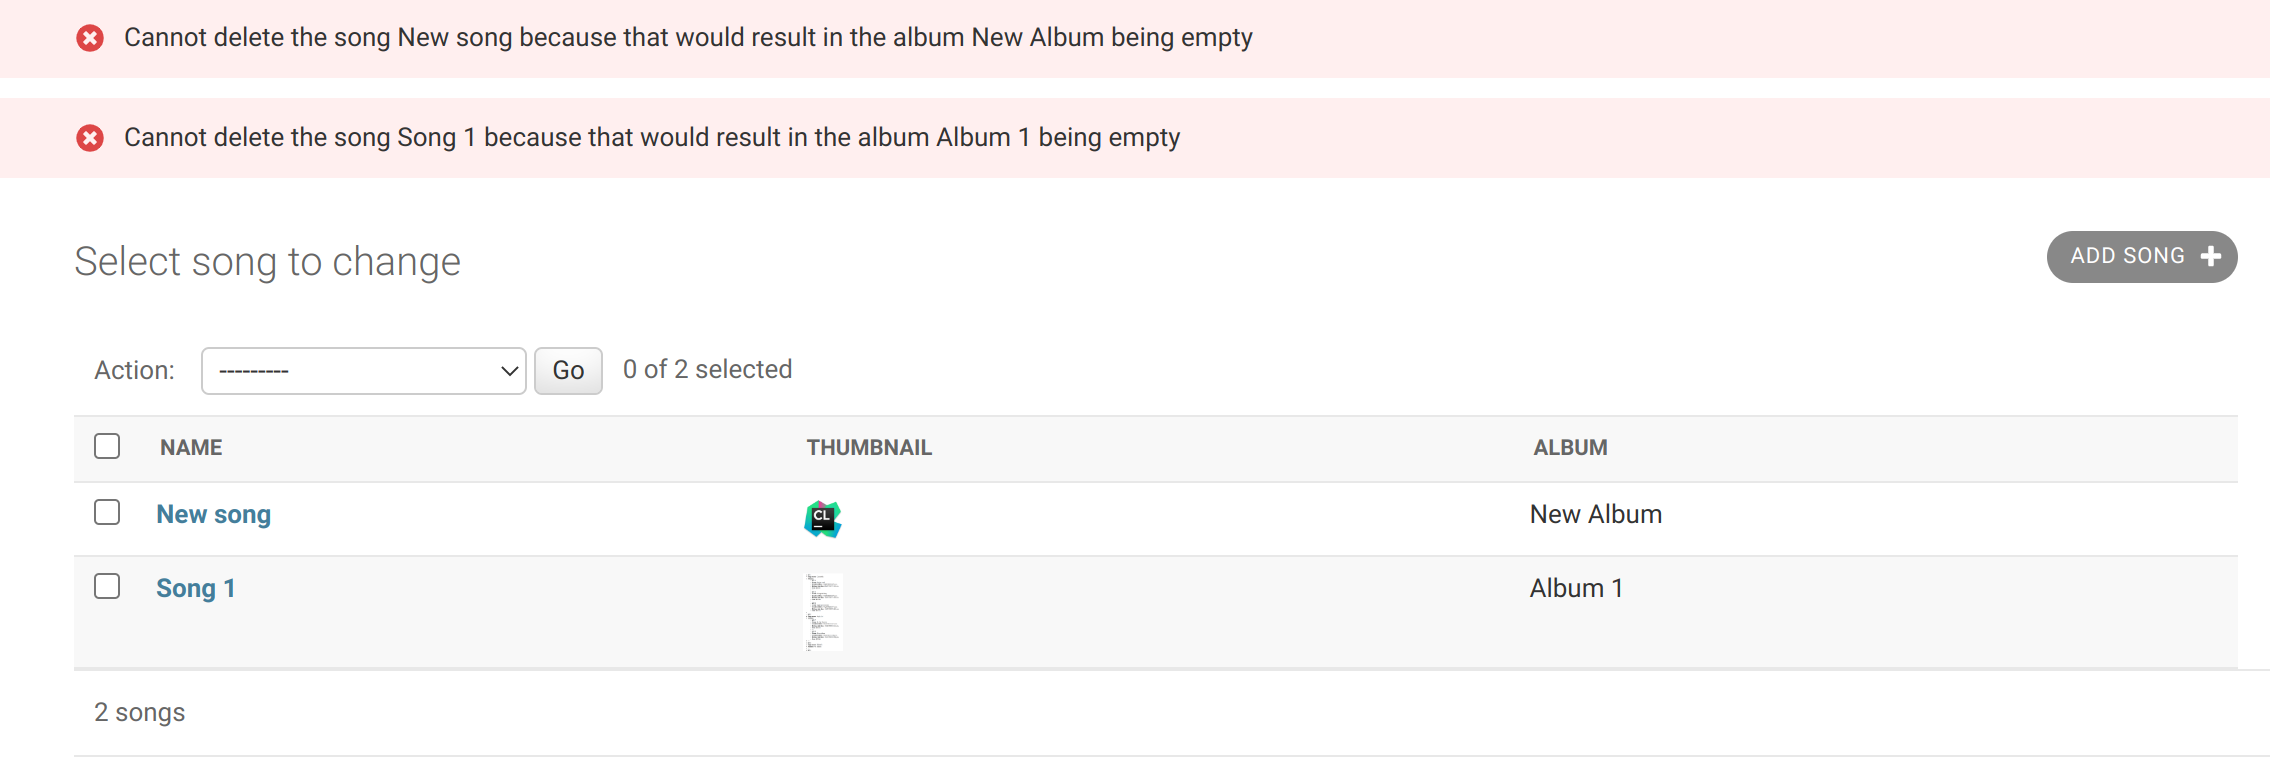 Cannot delete the song New song because that would result in the album New Album being empty
Cannot delete the song Song 1 because that would result in the album Album 1 being empty
Select song to change
ADD SONG
Action: --------- Go 0 of 2 selected
NAME THUMBNAIL ALBUM
New song CL New Album
Song 1 Album 1
2 songs